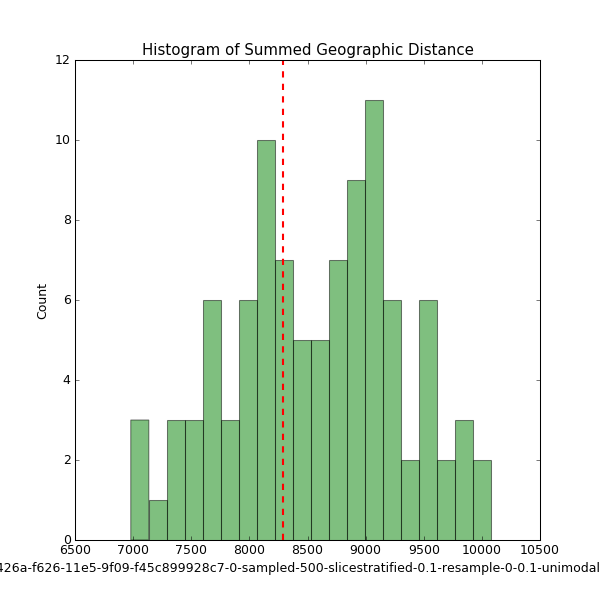 Histogram of Summed Geographic Distance
12
10
8
6
4
2
0
Count
6500 7000 7500 8000 8500 9000 9500 10000 10500
426a-f626-11e5-9f09-f45c899928c7-0-sampled-500-slicestratified-0.1-resample-0-0.1-unimodal